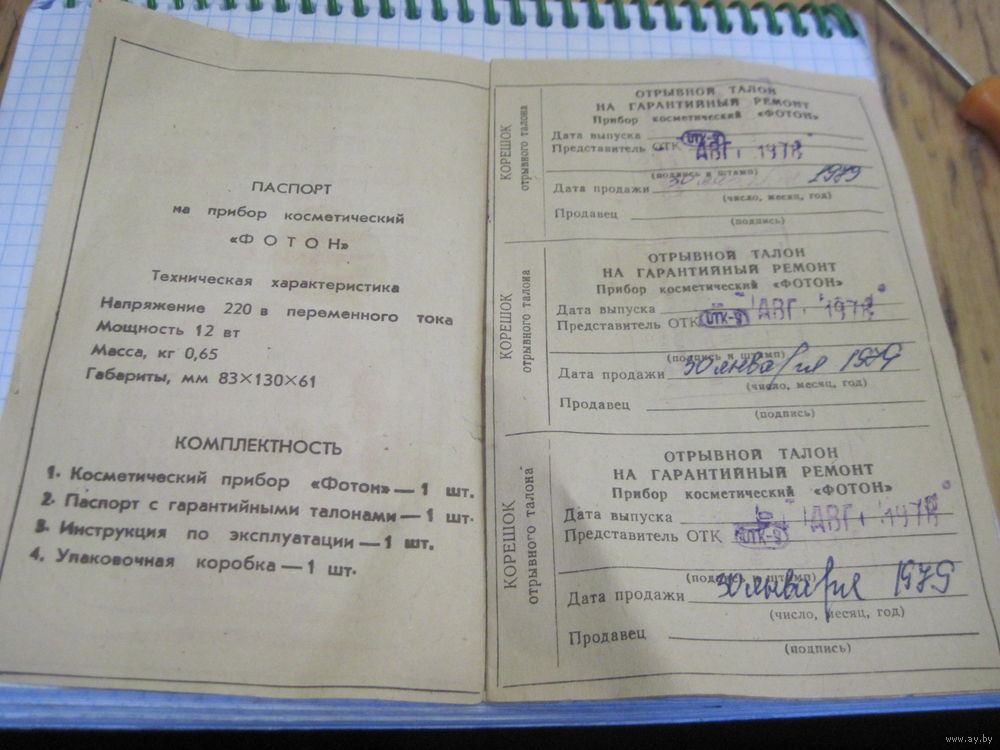 ПАСПОРТ
на прибор косметический
«ФОТОН»
Техническая характеристика
Напряжение 220 в переменного тока
Мощность 12 вт
Масса, кг 0,65
Габариты, мм 83×130×61
КОМПЛЕКТНОСТЬ
1. Косметический прибор «Фотон» — 1 шт.
2. Паспорт с гарантийными талонами — 1 шт.
3. Инструкция по эксплуатации — 1 шт.
4. Упаковочная коробка — 1 шт.
КОРЕШОК
отрывного талона
ОТРЫВНОЙ ТАЛОН
НА ГАРАНТИЙНЫЙ РЕМОНТ
Прибор косметический «ФОТОН»
Дата выпуска
Представитель ОТК ОТК-9 АВГ 1978
(подпись и штамп)
Дата продажи 30 1979
(число, месяц, год)
Продавец
(подпись)
КОРЕШОК
отрывного талона
ОТРЫВНОЙ ТАЛОН
НА ГАРАНТИЙНЫЙ РЕМОНТ
Прибор косметический «ФОТОН»
Дата выпуска АВГ 1978
Представитель ОТК ОТК-9
(подпись и штамп)
Дата продажи 30 января 1979
(число, месяц, год)
Продавец
(подпись)
КОРЕШОК
отрывного талона
ОТРЫВНОЙ ТАЛОН
НА ГАРАНТИЙНЫЙ РЕМОНТ
Прибор косметический «ФОТОН»
Дата выпуска АВГ 1978
Представитель ОТК ОТК-9
(подпись и штамп)
Дата продажи 30 января 1979
(число, месяц, год)
Продавец
(подпись)
www.ay.by